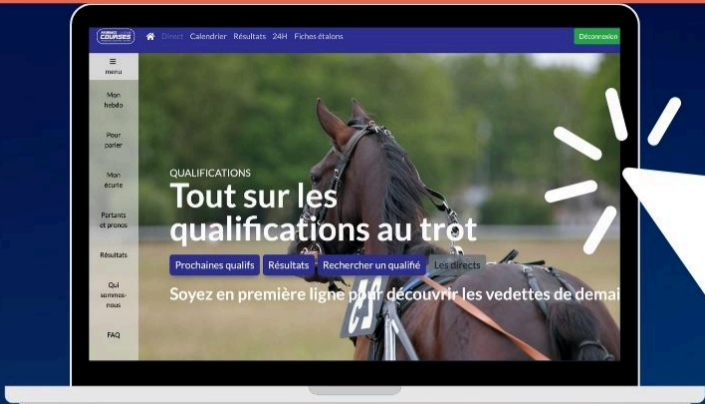 COURSES
Direct Calendrier Résultats 24H Fiches étalons
Déconnexion
menu
Mon
hebdo
Pour
parier
Mon
écurie
Partants
et pronos
Résultats
Qui
sommes-
nous
FAQ
QUALIFICATIONS
Tout sur les
qualifications au trot
Prochaines qualifs Résultats Rechercher un qualifié Les directs
Soyez en première ligne pour découvrir les vedettes de demai